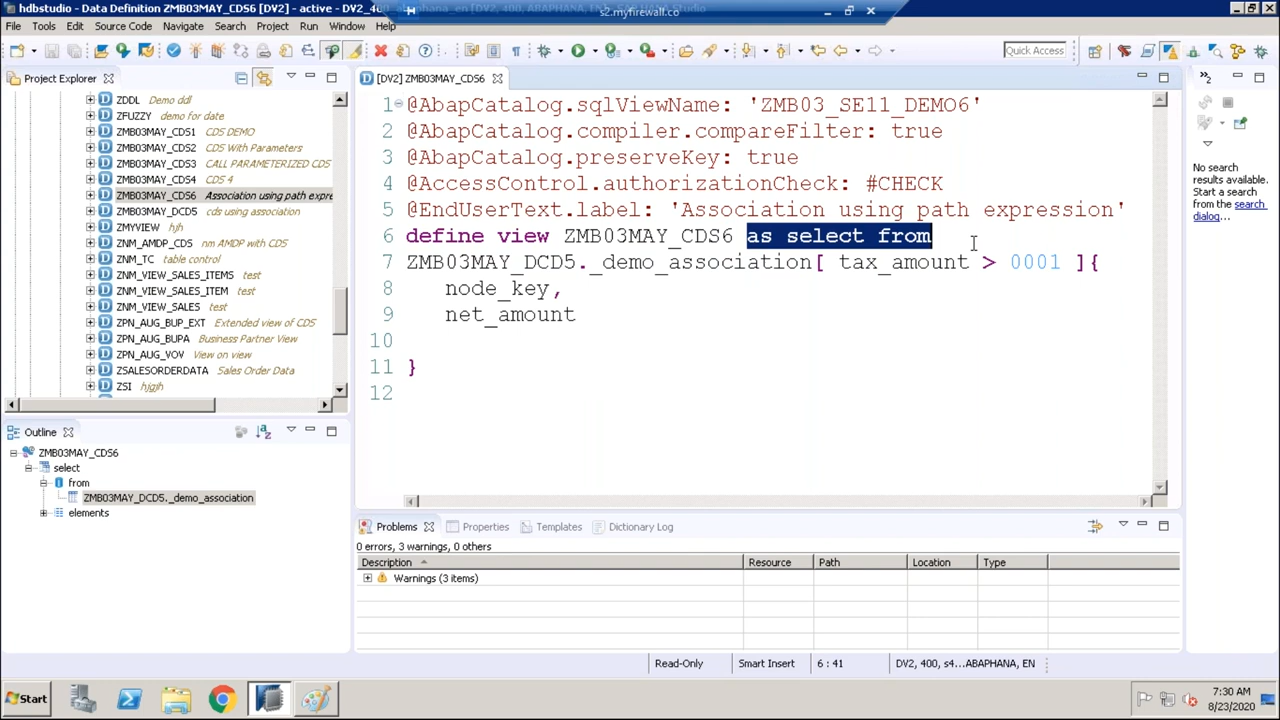 hdbstudio - Data Definition ZMB03MAY_CDS6 [DV2] - active - DV2_400_abaphana_en [DV2
s2.myfirewall.co
File Tools Edit Source Code Navigate Search Project Run Window Help
Quick Access
Project Explorer
ZDDL Demo ddl
ZFUZZY demo for date
ZMB03MAY_CDS1 CDS DEMO
ZMB03MAY_CDS2 CDS With Parameters
ZMB03MAY_CDS3 CALL PARAMETERIZED CDS
ZMB03MAY_CDS4 CDS 4
ZMB03MAY_CDS6 Association using path expre
ZMB03MAY_DCD5 cds using association
ZMYVIEW hjh
ZNM_AMDP_CDS nm AMDP with CDS
ZNM_TC table control
ZNM_VIEW_SALES_ITEMS test
ZNM_VIEW_SALES_ITEM test
ZNM_VIEW_SALES test
ZPN_AUG_BUP_EXT Extended view of CDS
ZPN_AUG_BUPA Business Partner View
ZPN_AUG_VOV View on view
ZSALESORDERDATA Sales Order Data
ZSI hjgjh
Outline
ZMB03MAY_CDS6
select
from
ZMB03MAY_DCD5._demo_association
elements
[DV2] ZMB03MAY_CDS6
1 @AbapCatalog.sqlViewName: 'ZMB03_SE11_DEMO6'
2 @AbapCatalog.compiler.compareFilter: true
3 @AbapCatalog.preserveKey: true
4 @AccessControl.authorizationCheck: #CHECK
5 @EndUserText.label: 'Association using path expression'
6 define view ZMB03MAY_CDS6 as select from
7 ZMB03MAY_DCD5._demo_association[ tax_amount > 0001 ]{
8 node_key,
9 net_amount
10
11 }
12
Problems Properties Templates Dictionary Log
0 errors, 3 warnings, 0 others
Description Resource Path Location Type
Warnings (3 items)
No search
results available.
Start a search
from the search
dialog...
Read-Only Smart Insert 6 : 41 DV2, 400, s4...ABAPHANA, EN
Start
7:30 AM
8/23/2020